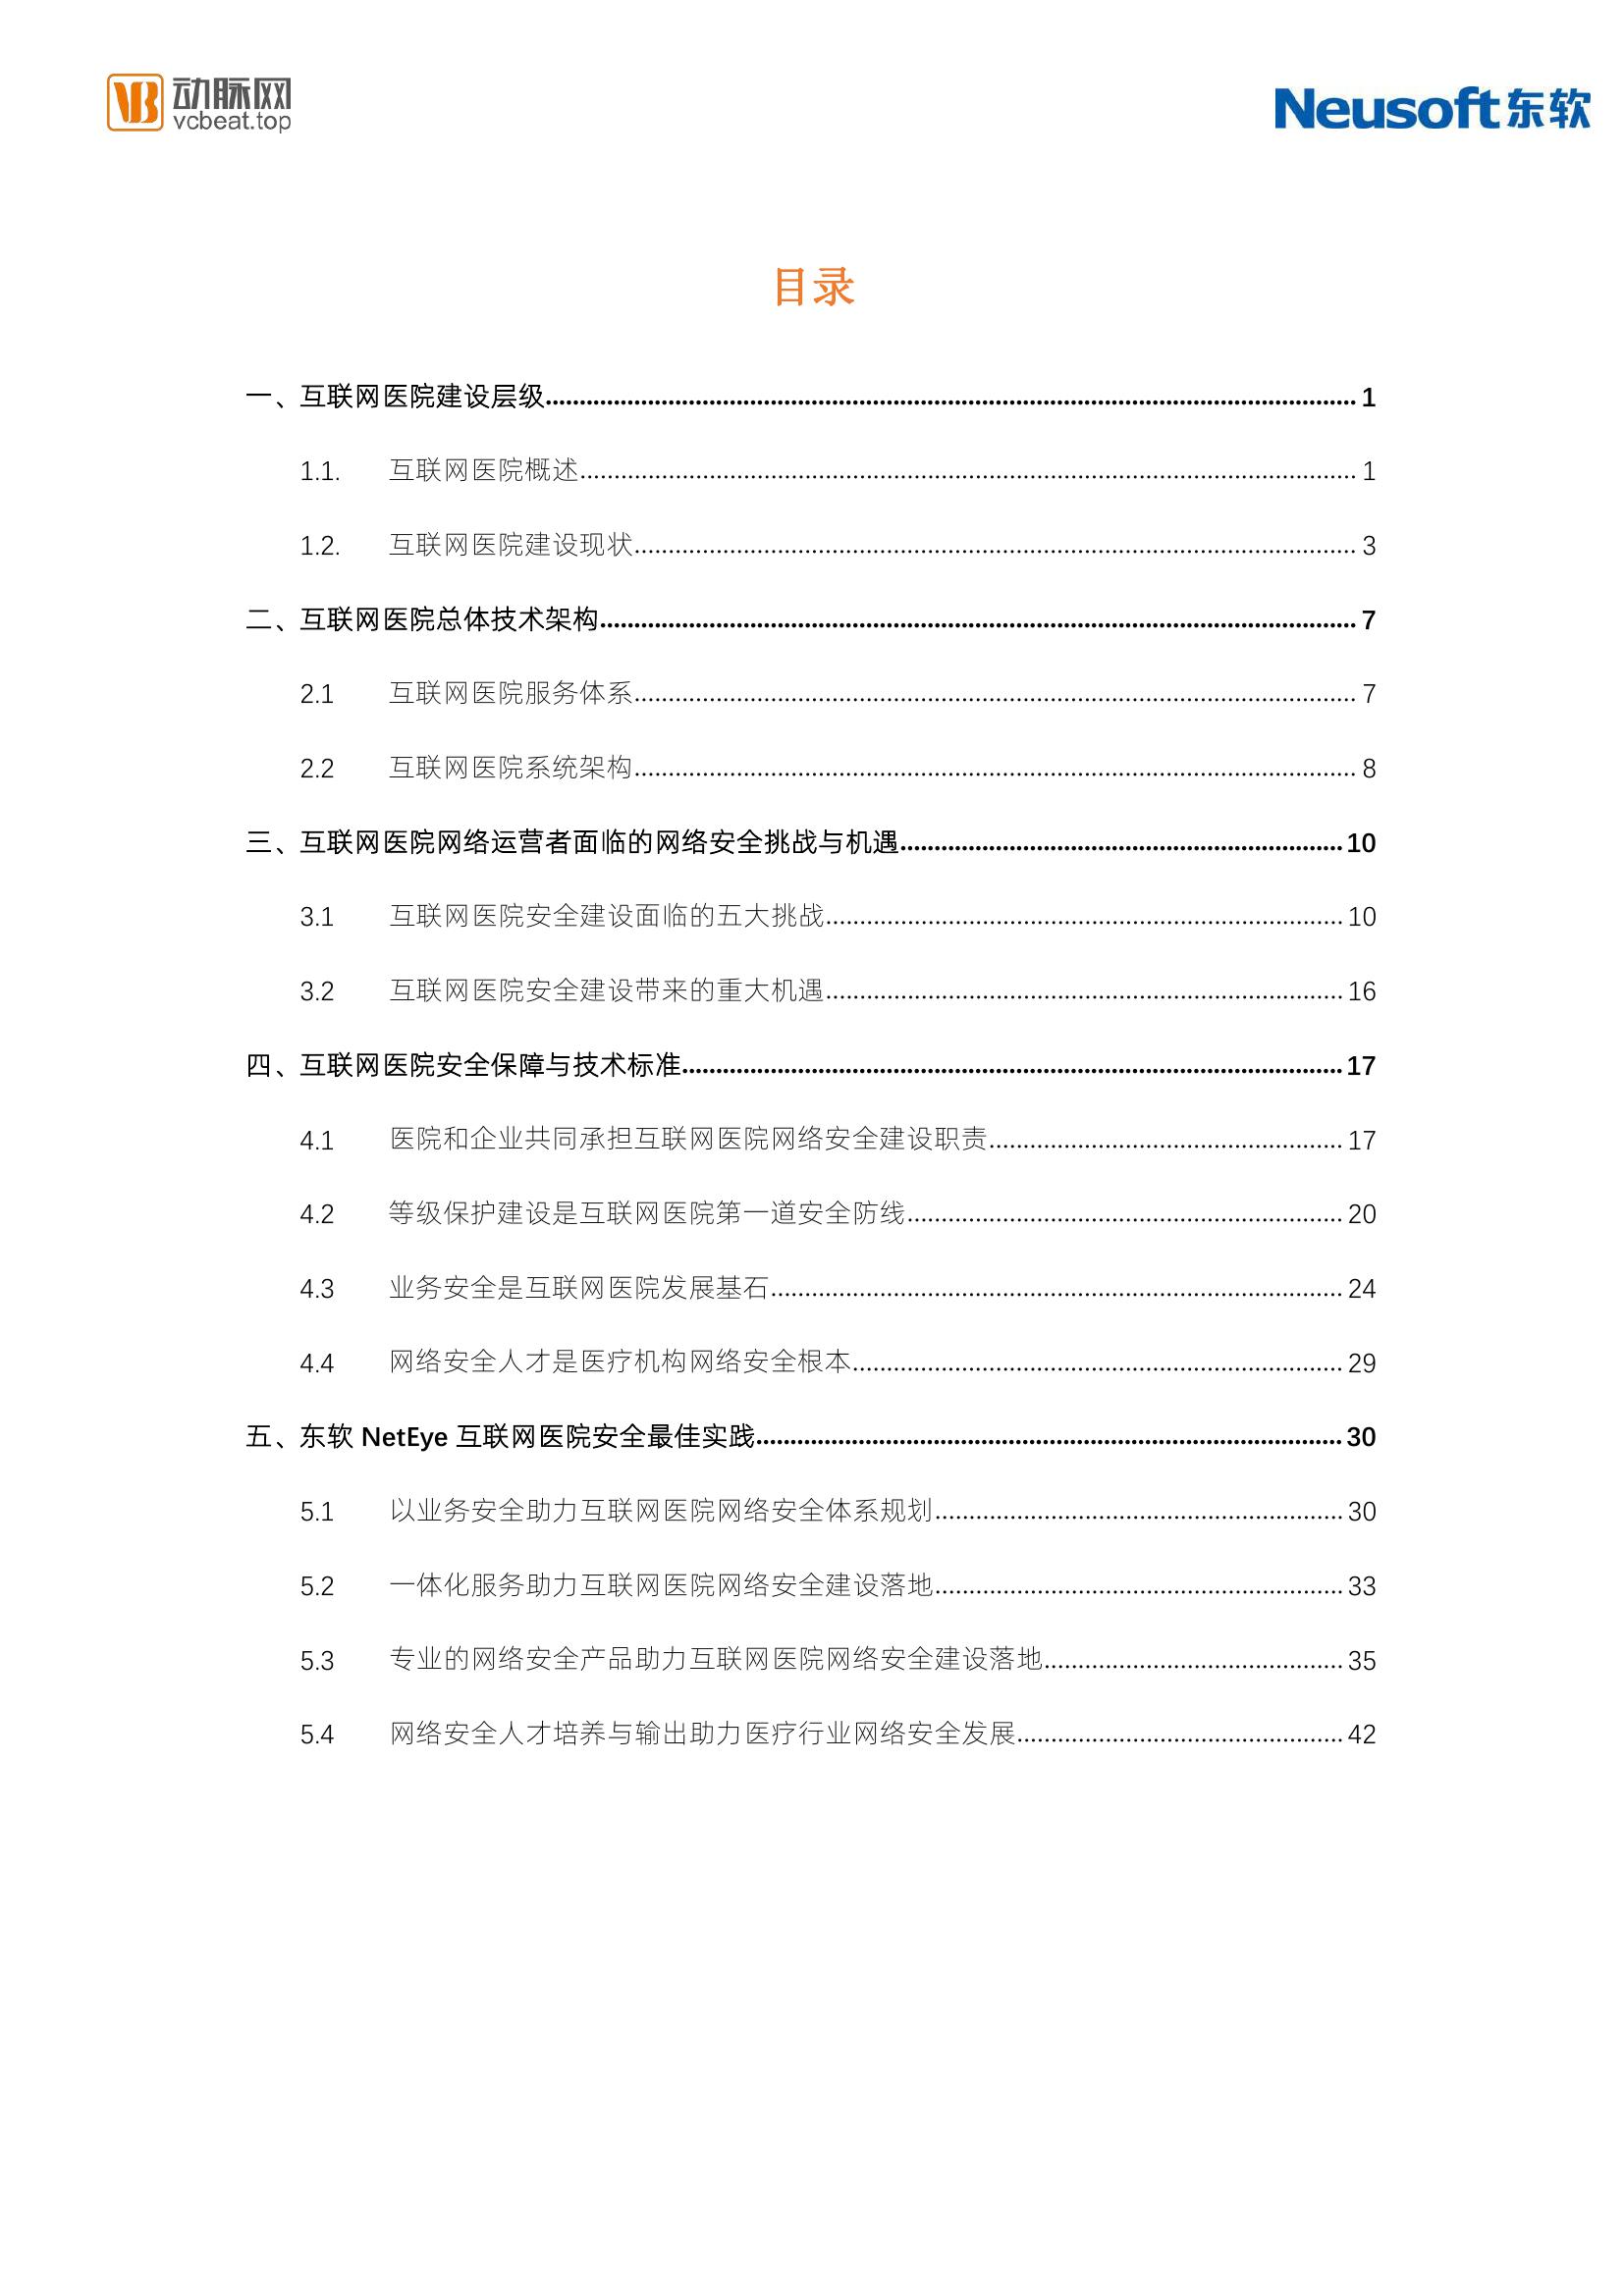 动脉网
vcbeat.top
Neusoft东软
目录
一、互联网医院建设层级 1
1.1. 互联网医院概述 1
1.2. 互联网医院建设现状 3
二、互联网医院总体技术架构 7
2.1 互联网医院服务体系 7
2.2 互联网医院系统架构 8
三、互联网医院网络运营者面临的网络安全挑战与机遇 10
3.1 互联网医院安全建设面临的五大挑战 10
3.2 互联网医院安全建设带来的重大机遇 16
四、互联网医院安全保障与技术标准 17
4.1 医院和企业共同承担互联网医院网络安全建设职责 17
4.2 等级保护建设是互联网医院第一道安全防线 20
4.3 业务安全是互联网医院发展基石 24
4.4 网络安全人才是医疗机构网络安全根本 29
五、东软 NetEye 互联网医院安全最佳实践 30
5.1 以业务安全助力互联网医院网络安全体系规划 30
5.2 一体化服务助力互联网医院网络安全建设落地 33
5.3 专业的网络安全产品助力互联网医院网络安全建设落地 35
5.4 网络安全人才培养与输出助力医疗行业网络安全发展 42